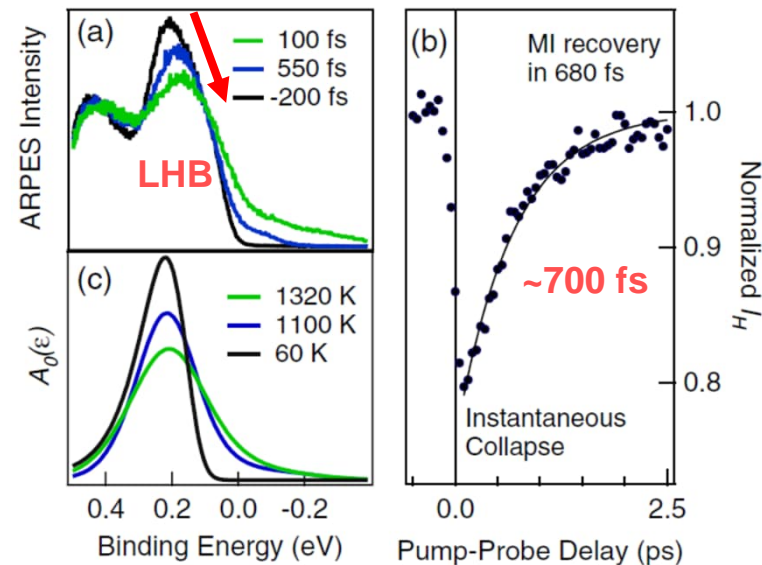 (a)
100 fs
550 fs
-200 fs
LHB
ARPES Intensity
(c)
1320 K
1100 K
60 K
A₀(ε)
0.4 0.2 0.0 -0.2
Binding Energy (eV)
(b)
MI recovery
in 680 fs
~700 fs
Instantaneous
Collapse
1.0
0.9
0.8
Normalized I_H
0.0 2.5
Pump-Probe Delay (ps)